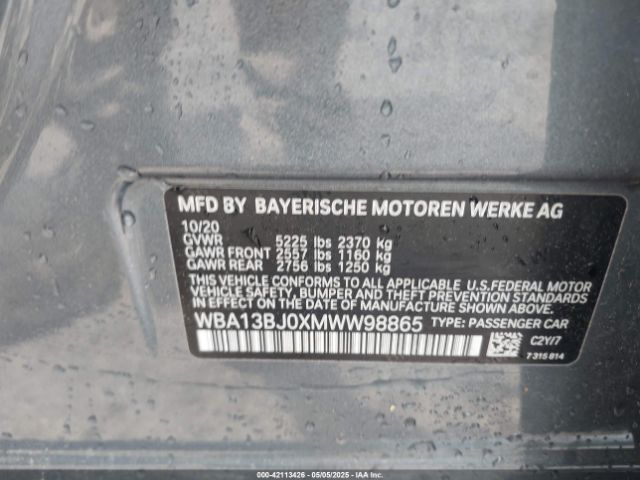 MFD BY BAYERISCHE MOTOREN WERKE AG
10/20
GVWR 5225 lbs 2370 kg
GAWR FRONT 2557 lbs 1160 kg
GAWR REAR 2756 lbs 1250 kg
THIS VEHICLE CONFORMS TO ALL APPLICABLE U.S.FEDERAL MOTOR
VEHICLE SAFETY, BUMPER AND THEFT PREVENTION STANDARDS IN
EFFECT ON THE DATE OF MANUFACTURE SHOWN ABOVE.
WBA13BJ0XMWW98865 TYPE: PASSENGER CAR
C2Y/7
7 315 814
000-42113426 - 05/05/2025 - IAA, Inc.